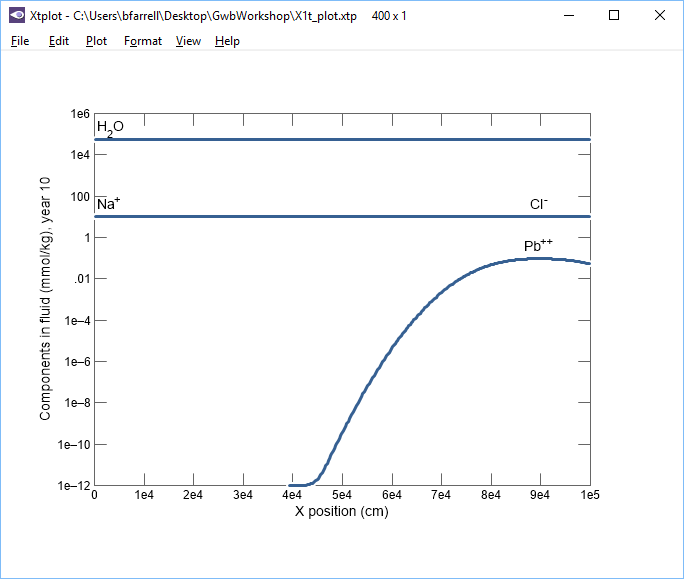 Xtplot - C:\Users\bfarrell\Desktop\GwbWorkshop\X1t_plot.xtp 400 x 1
File Edit Plot Format View Help
Components in fluid (mmol/kg), year 10
1e6
1e4
100
1
.01
1e–4
1e–6
1e–8
1e–10
1e–12
H2O
Na+ Cl-
Pb++
0 1e4 2e4 3e4 4e4 5e4 6e4 7e4 8e4 9e4 1e5
X position (cm)